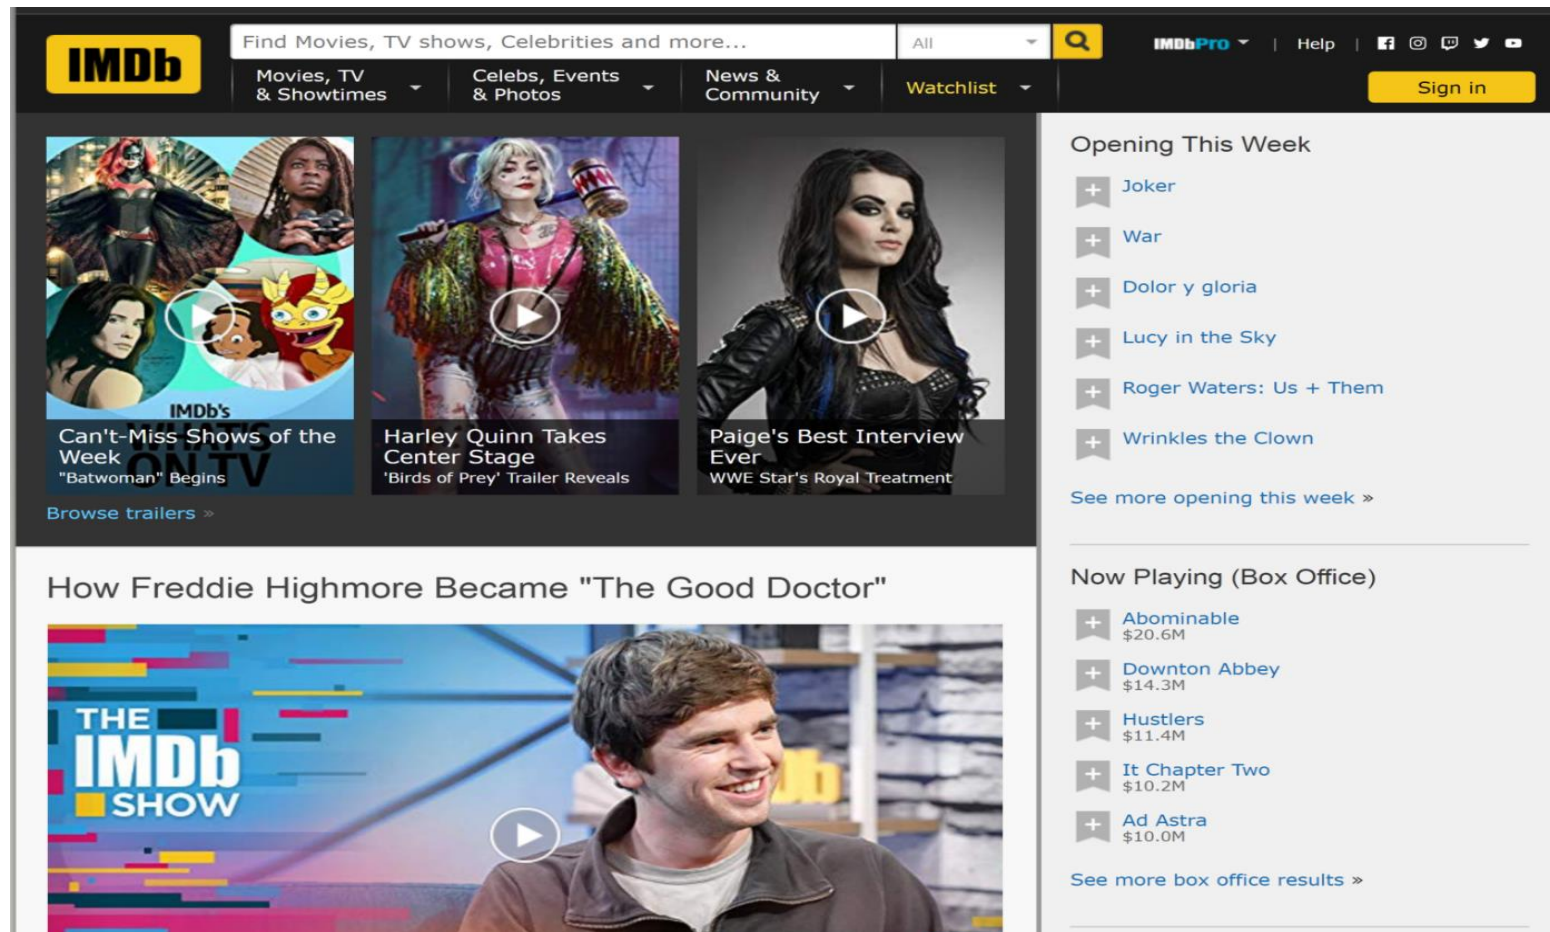 IMDb
Find Movies, TV shows, Celebrities and more...
All
IMDbPro
|
Help
|
Movies, TV
& Showtimes
Celebs, Events
& Photos
News &
Community
Watchlist
Sign in
IMDb's
WHAT'S
ON TV
Can't-Miss Shows of the
Week
"Batwoman" Begins
Harley Quinn Takes
Center Stage
'Birds of Prey' Trailer Reveals
Paige's Best Interview
Ever
WWE Star's Royal Treatment
Browse trailers »
How Freddie Highmore Became "The Good Doctor"
THE
IMDb
SHOW
Opening This Week
Joker
War
Dolor y gloria
Lucy in the Sky
Roger Waters: Us + Them
Wrinkles the Clown
See more opening this week »
Now Playing (Box Office)
Abominable
$20.6M
Downton Abbey
$14.3M
Hustlers
$11.4M
It Chapter Two
$10.2M
Ad Astra
$10.0M
See more box office results »